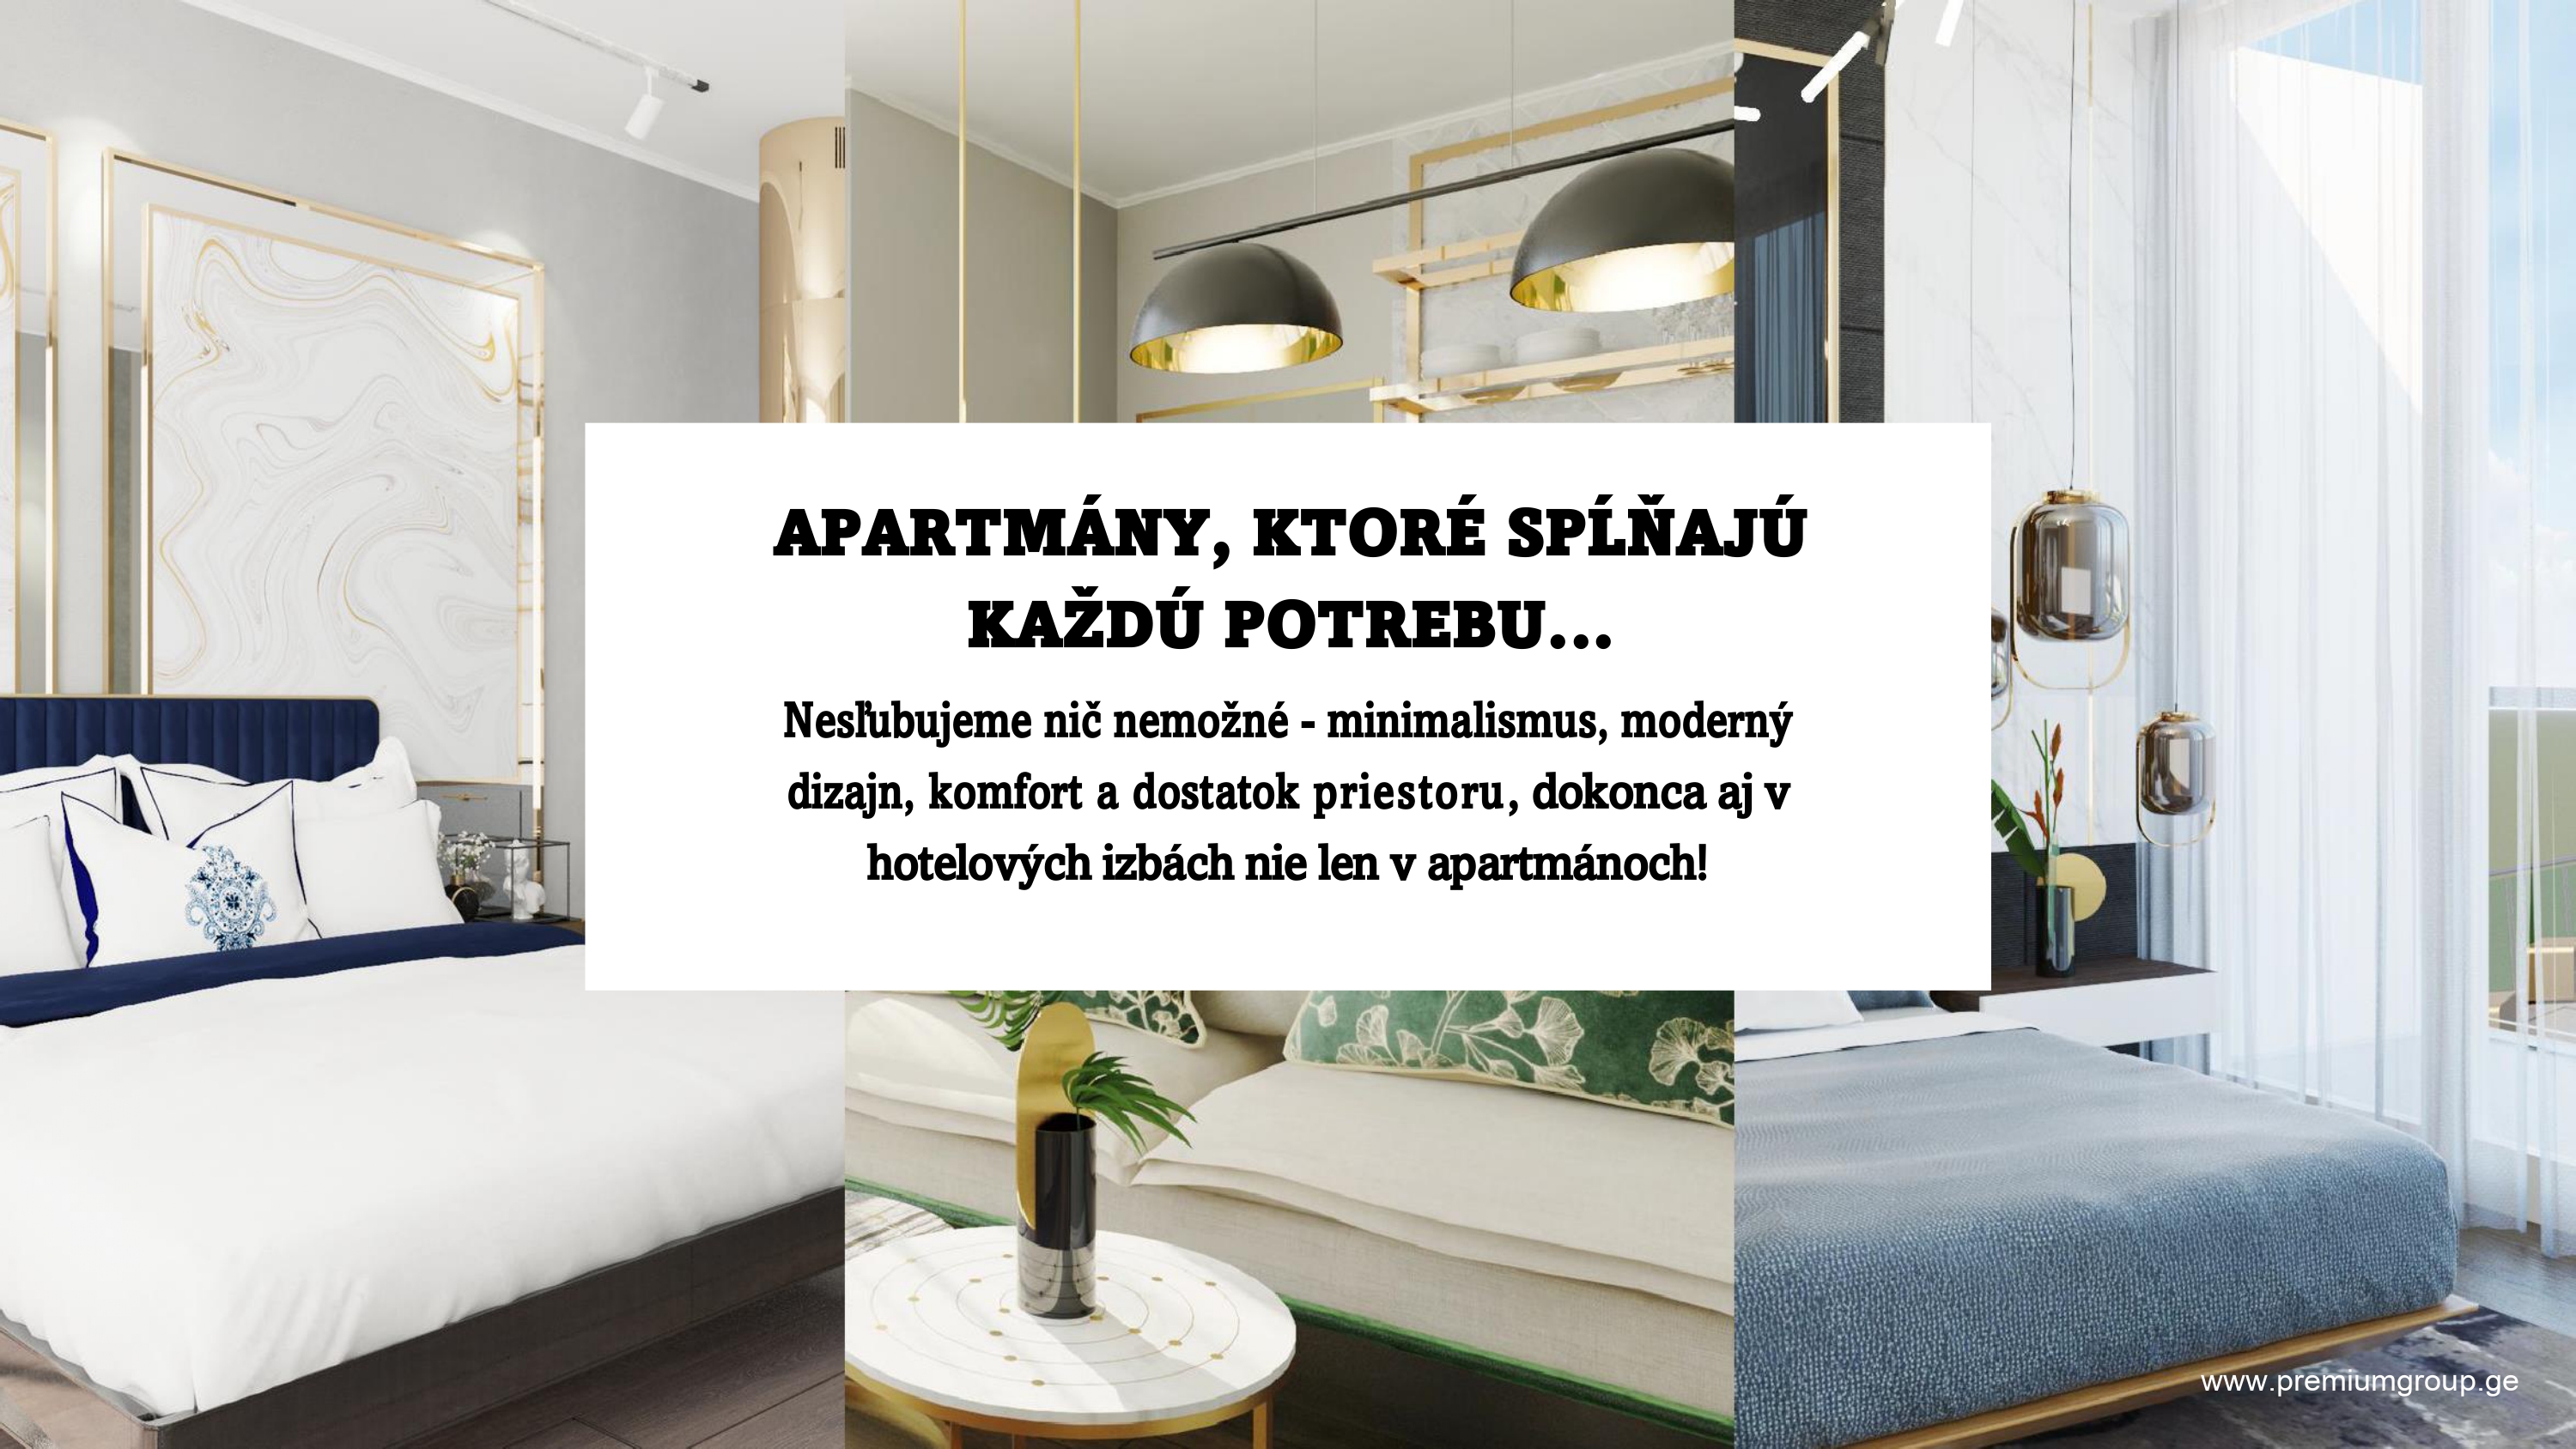 APARTMÁNY, KTORÉ SPĹŇAJÚ
KAŽDÚ POTREBU...
Nesľubujeme nič nemožné - minimalismus, moderný
dizajn, komfort a dostatok priestoru, dokonca aj v
hotelových izbách nie len v apartmánoch!
www.premiumgroup.ge